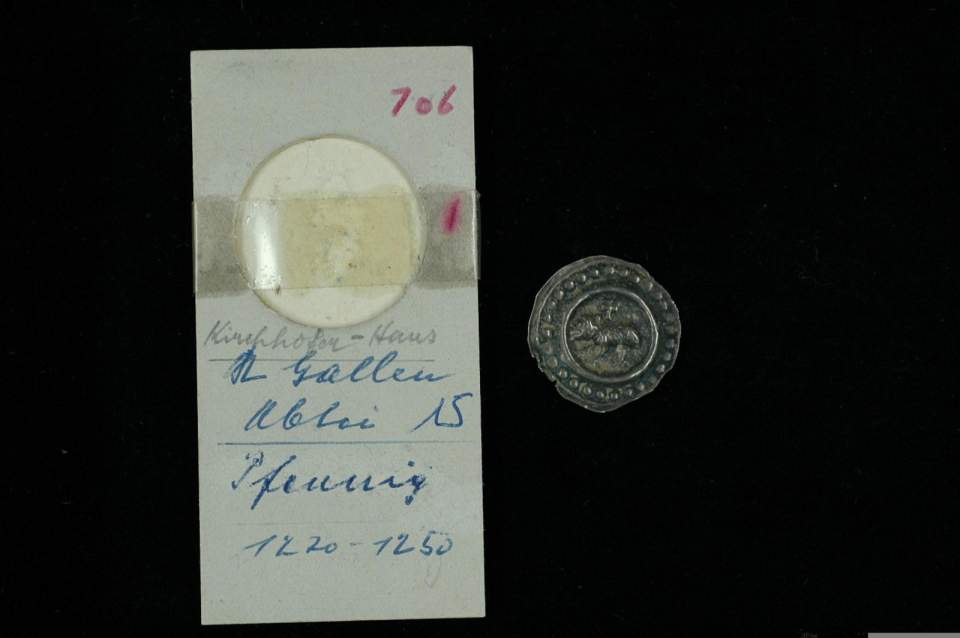 706
1
Kirchhofer-Haus
St Gallen
Abtei 15
Pfennig
1220-1250